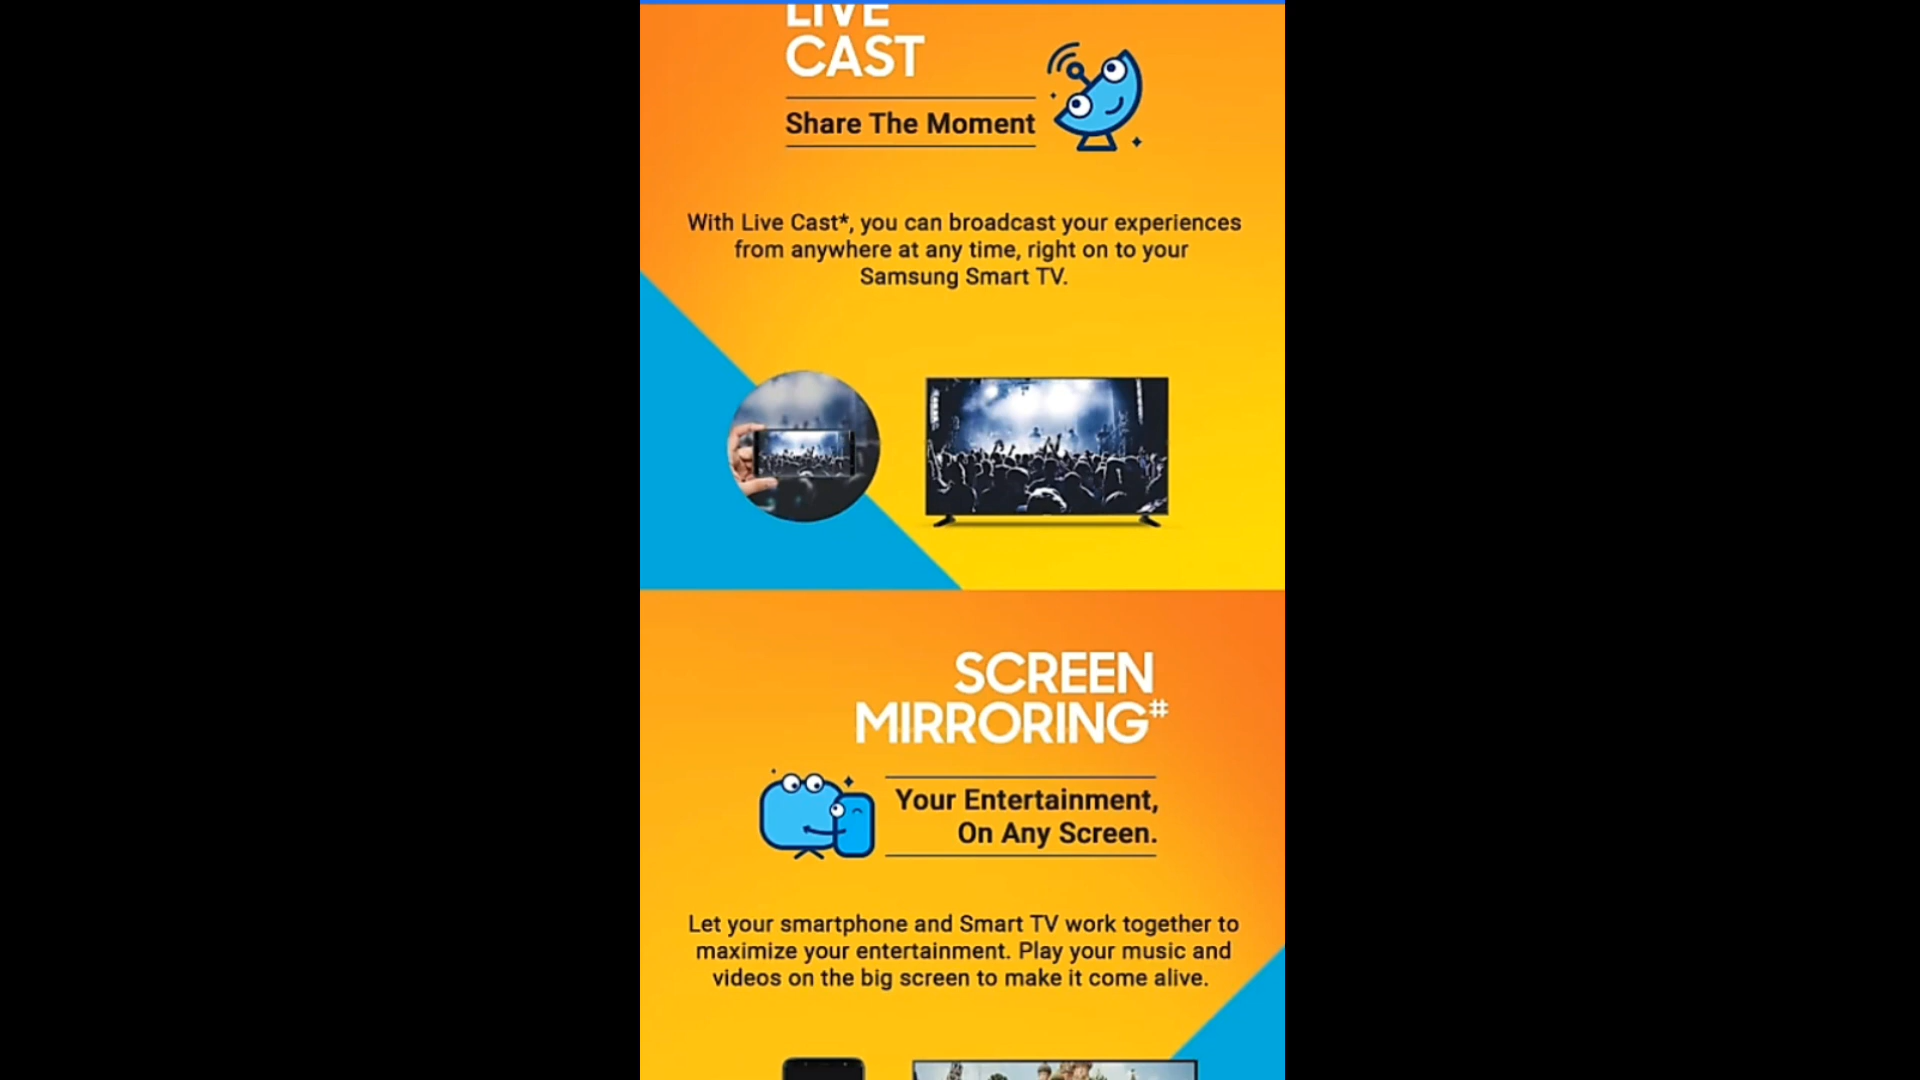 LIVE
CAST
Share The Moment
With Live Cast*, you can broadcast your experiences
from anywhere at any time, right on to your
Samsung Smart TV.
SCREEN
MIRRORING#
Your Entertainment,
On Any Screen.
Let your smartphone and Smart TV work together to
maximize your entertainment. Play your music and
videos on the big screen to make it come alive.